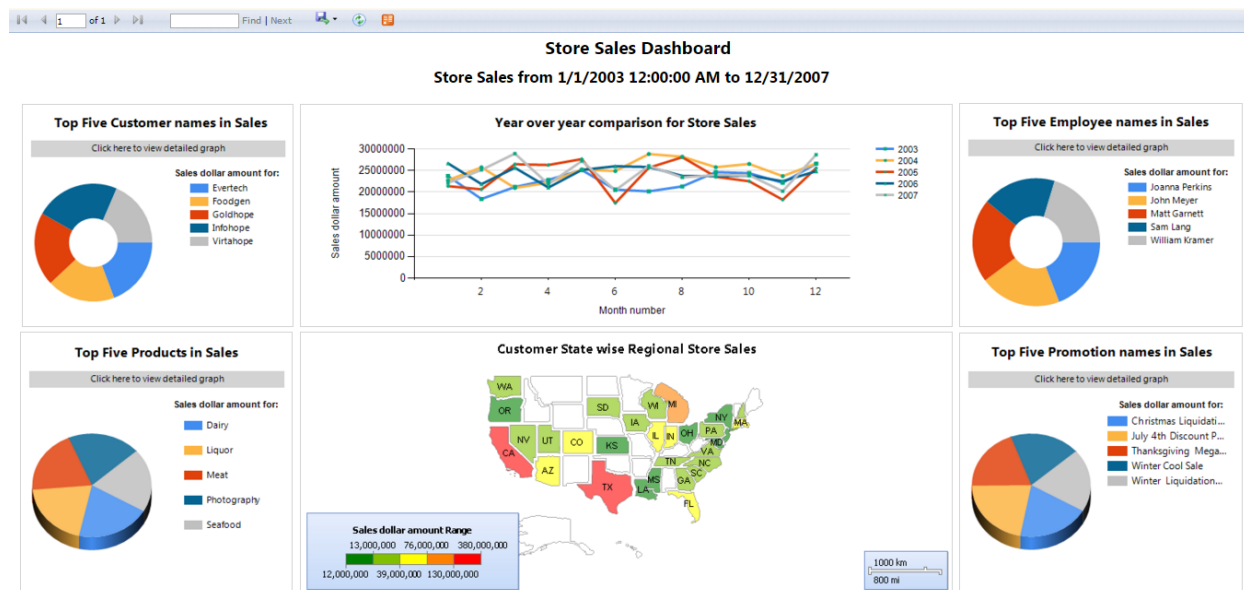 1 of 1 Find | Next
Store Sales Dashboard
Store Sales from 1/1/2003 12:00:00 AM to 12/31/2007
Top Five Customer names in Sales
Click here to view detailed graph
Sales dollar amount for:
Evertech
Foodgen
Goldhope
Infohope
Virtahope
Year over year comparison for Store Sales
Sales dollar amount
30000000
25000000
20000000
15000000
10000000
5000000
0
2 4 6 8 10 12
Month number
2003
2004
2005
2006
2007
Top Five Employee names in Sales
Click here to view detailed graph
Sales dollar amount for:
Joanna Perkins
John Meyer
Matt Garnett
Sam Lang
William Kramer
Top Five Products in Sales
Click here to view detailed graph
Sales dollar amount for:
Dairy
Liquor
Meat
Photography
Seafood
Customer State wise Regional Store Sales
WA
OR
CA
NV
UT
AZ
CO
SD
KS
TX
IA
WI
MI
IL
IN
OH
LA
MS
TN
GA
FL
SC
NC
VA
MD
PA
NY
MA
Sales dollar amount Range
13,000,000 76,000,000 380,000,000
12,000,000 39,000,000 130,000,000
1000 km
800 mi
Top Five Promotion names in Sales
Click here to view detailed graph
Sales dollar amount for:
Christmas Liquidati...
July 4th Discount P...
Thanksgiving Mega...
Winter Cool Sale
Winter Liquidation...